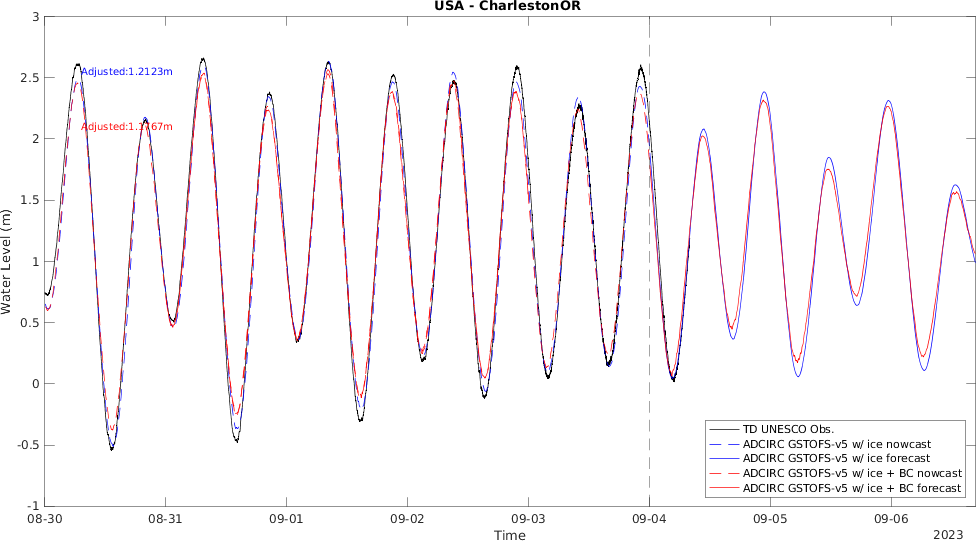 USA - CharlestonOR
3
2.5
2
1.5
1
0.5
0
-0.5
-1
Water Level (m)
Adjusted:1.2123m
Adjusted:1.1767m
TD UNESCO Obs.
ADCIRC GSTOFS-v5 w/ ice nowcast
ADCIRC GSTOFS-v5 w/ ice forecast
ADCIRC GSTOFS-v5 w/ ice + BC nowcast
ADCIRC GSTOFS-v5 w/ ice + BC forecast
08-30 08-31 09-01 09-02 09-03 09-04 09-05 09-06
Time
2023